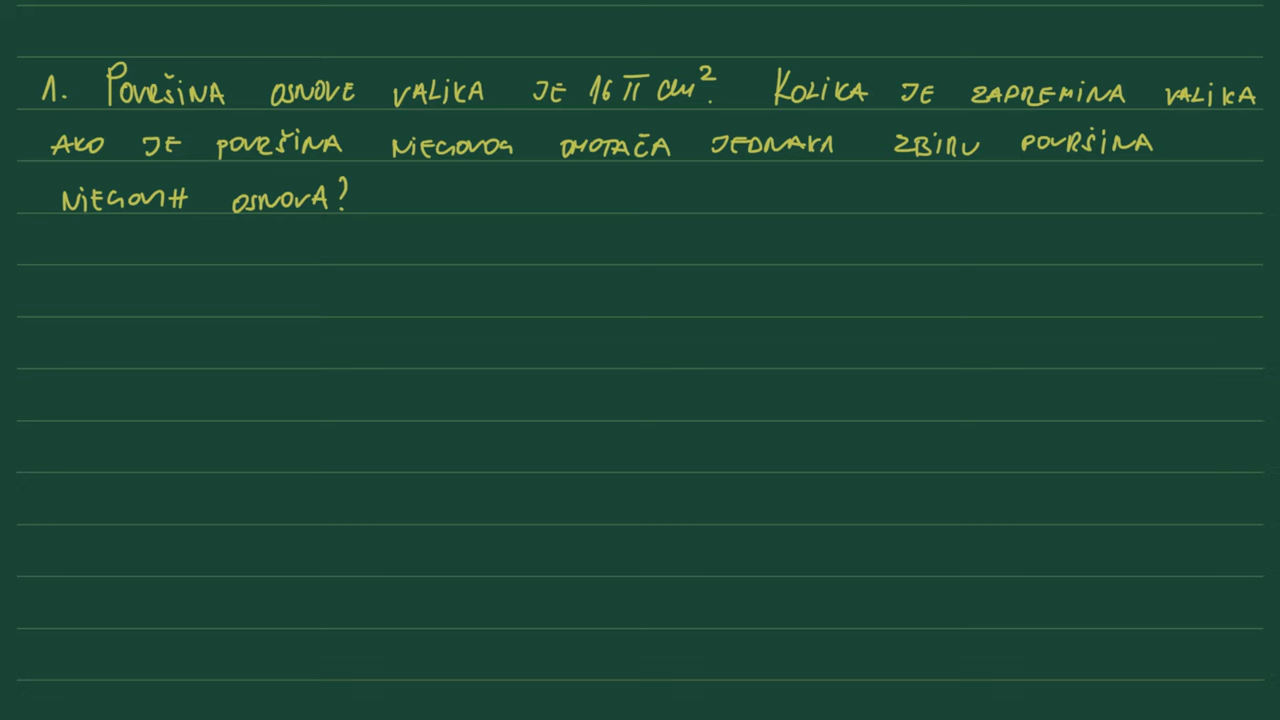 1. POVRŠINA OSNOVE VALJKA JE 16 π cm². KOLIKA JE ZAPREMINA VALJKA
AKO JE POVRŠINA NJEGOVOG OMOTAČA JEDNAKA ZBIRU POVRŠINA
NJEGOVIH OSNOVA?